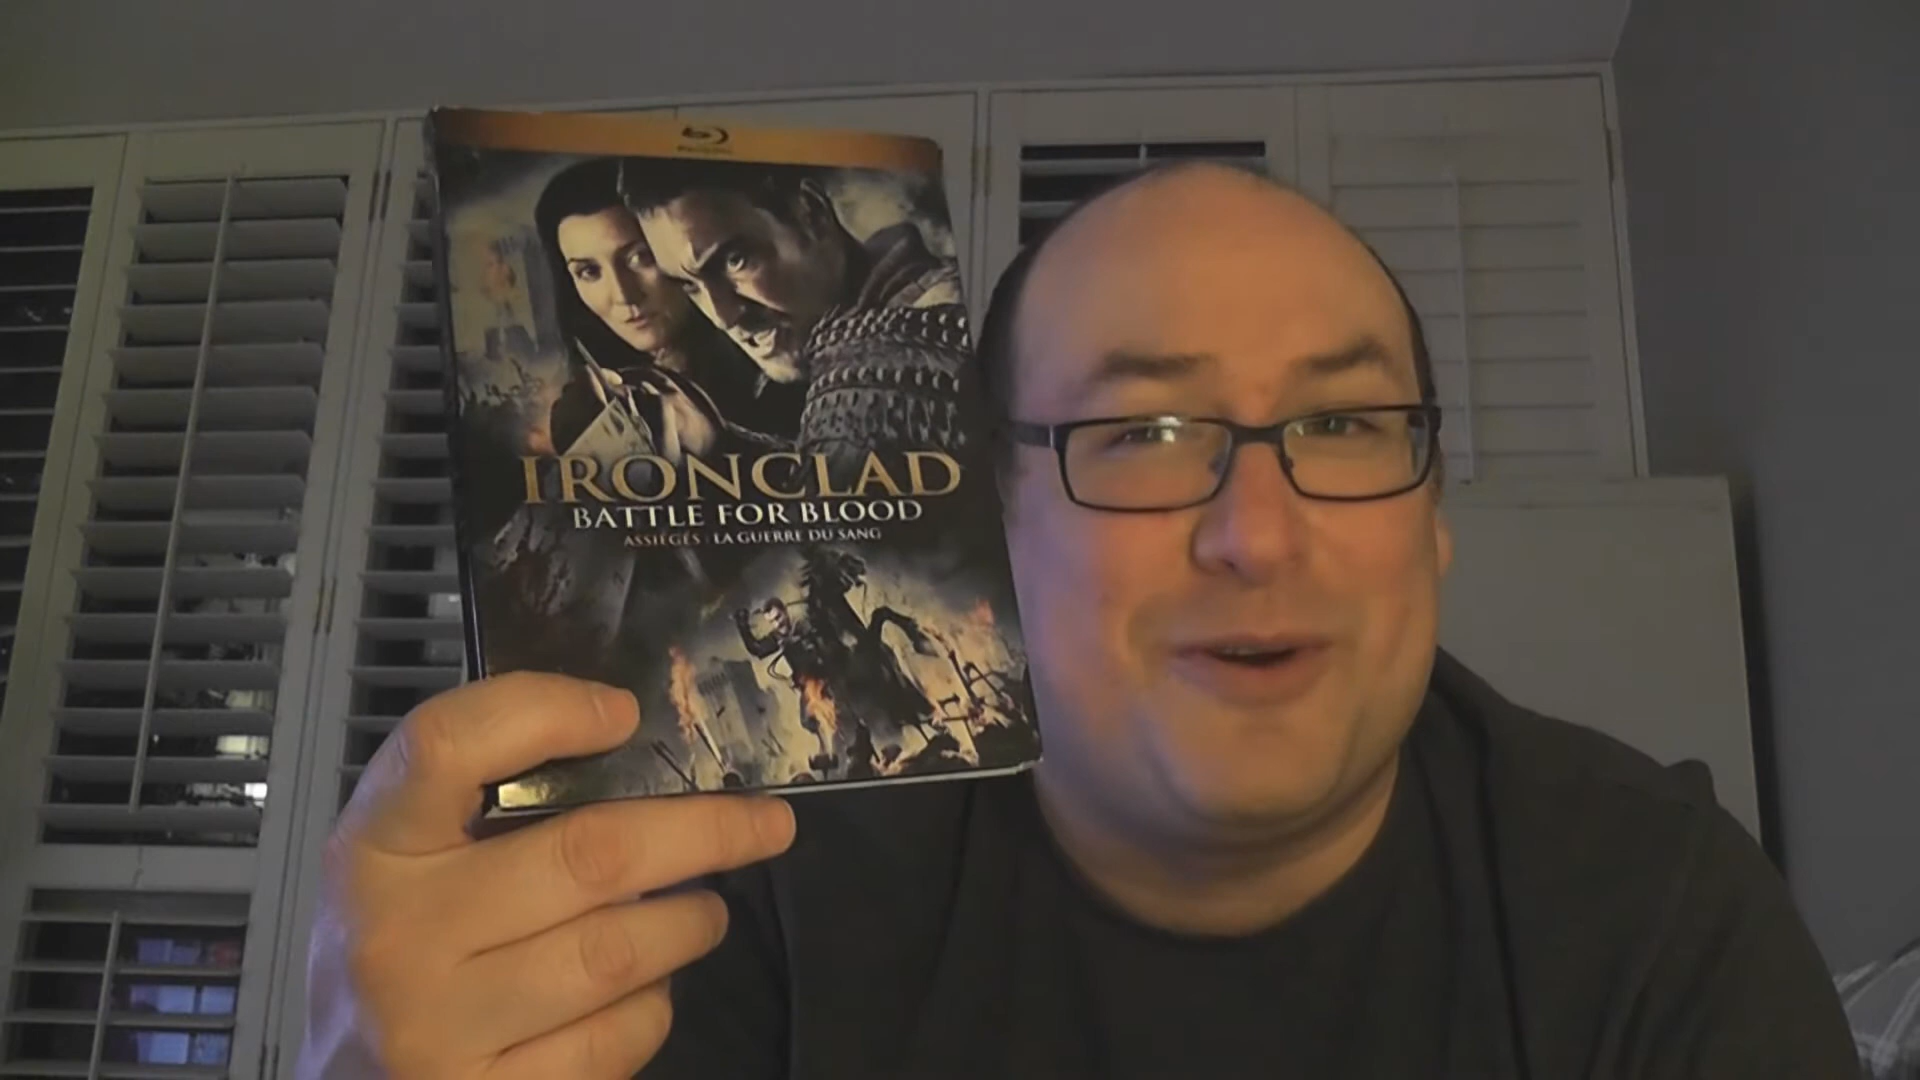 IRONCLAD
BATTLE FOR BLOOD
ASSIÉGÉS : LA GUERRE DU SANG